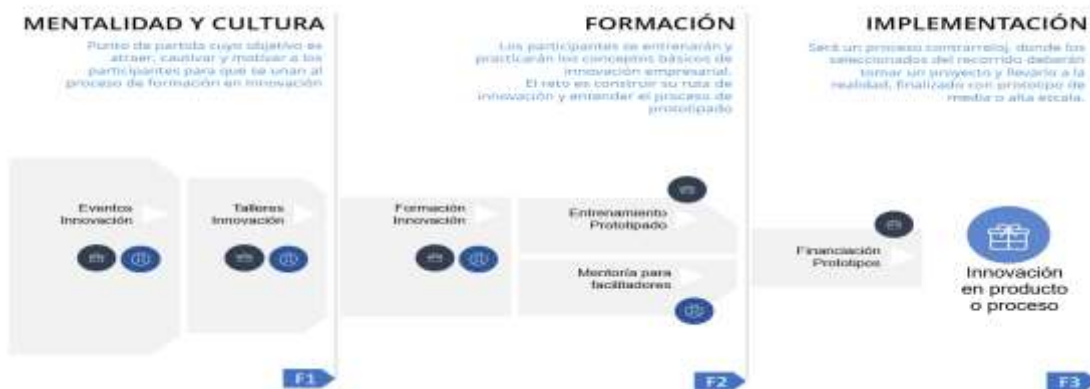 MENTALIDAD Y CULTURA
Punto de partida cuyo objetivo es
atraer, cautivar y motivar a los
participantes para que se unan al
proceso de formación en Innovación
FORMACIÓN
Los participantes se entrenarán y
practicarán los conceptos básicos de
innovación empresarial.
El reto es construir su ruta de
innovación y entender el proceso de
prototipado
IMPLEMENTACIÓN
Será un proceso contrarreloj, donde los
seleccionados del recorrido deberán
tomar un proyecto y llevarlo a la
realidad, finalizado con prototipo de
media o alta escala.
Eventos
Innovación
Talleres
Innovación
Formación
Innovación
Entrenamiento
Prototipado
Mentoría para
facilitadores
Financiación
Prototipos
Innovación
en producto
o proceso
F1
F2
F3